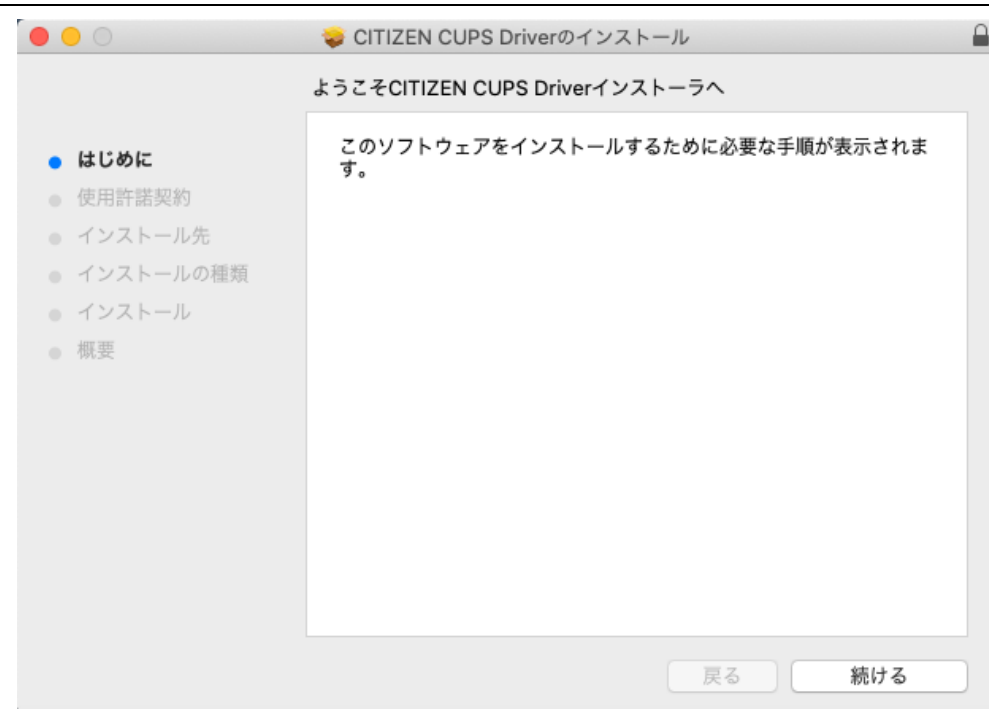 CITIZEN CUPS Driverのインストール
ようこそCITIZEN CUPS Driverインストーラへ
はじめに
使用許諾契約
インストール先
インストールの種類
インストール
概要
このソフトウェアをインストールするために必要な手順が表示されま
す。
戻る
続ける